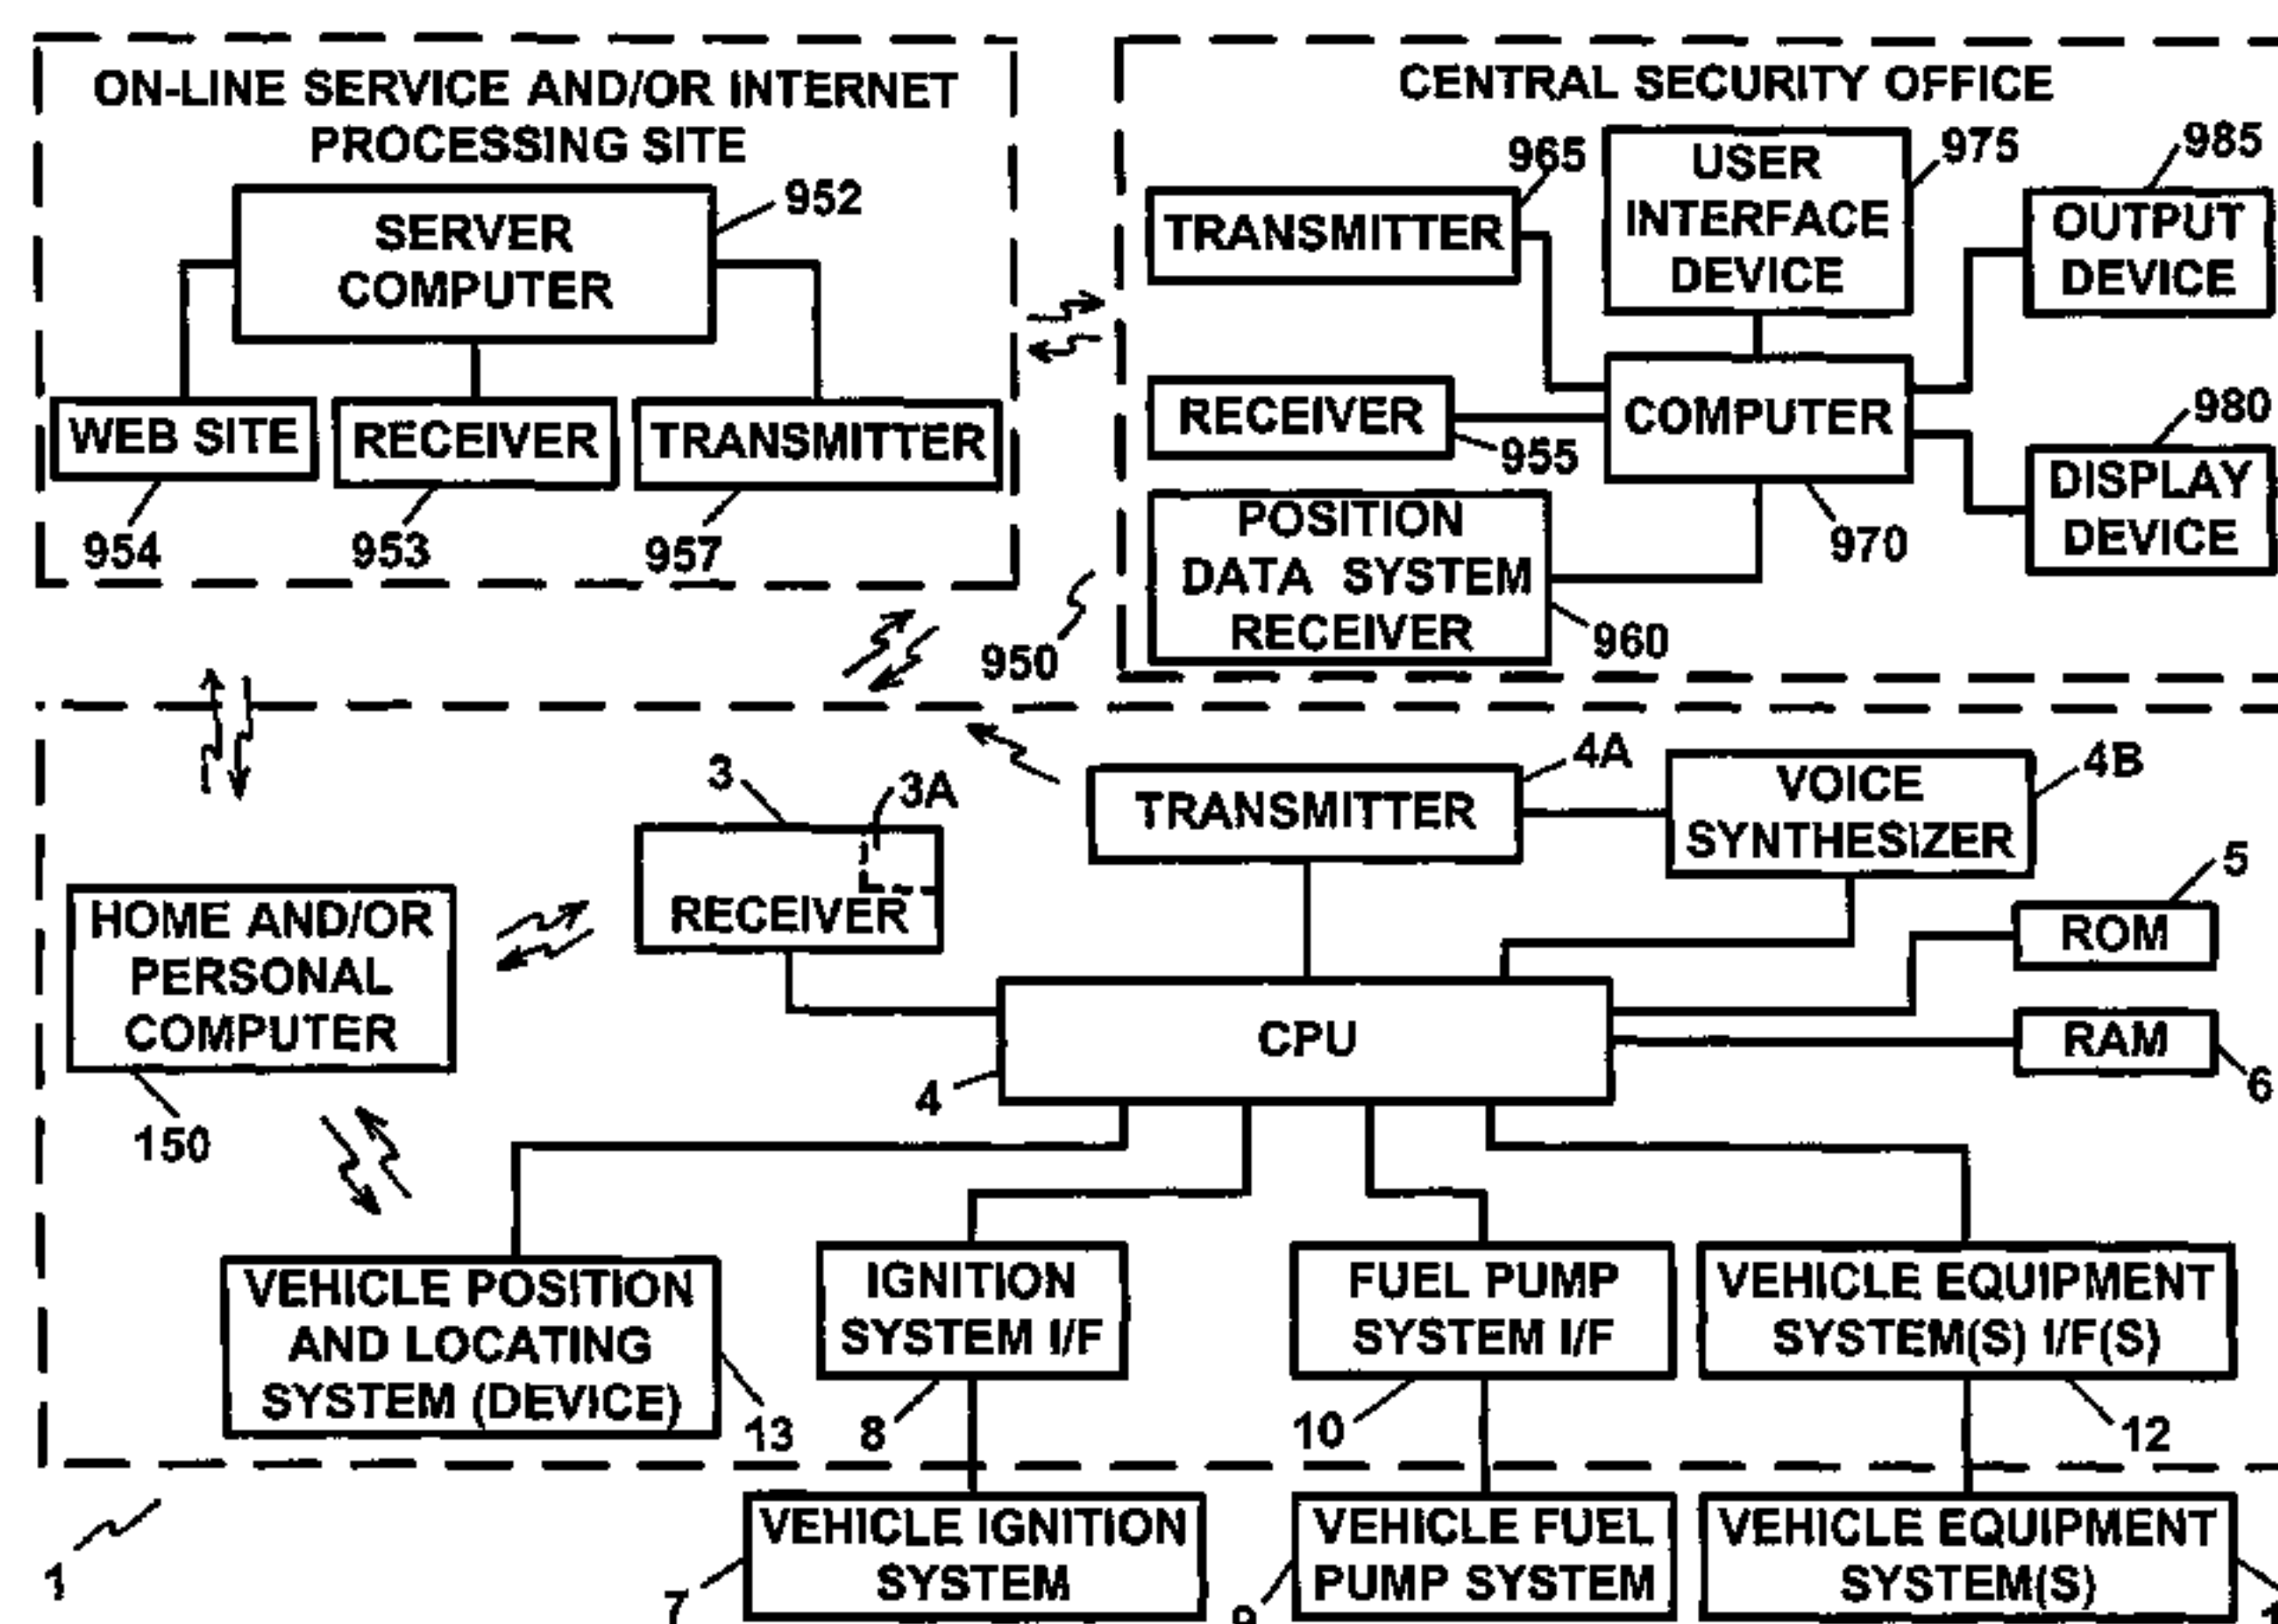 ON-LINE SERVICE AND/OR INTERNET
PROCESSING SITE
952
SERVER
COMPUTER
WEB SITE
RECEIVER
TRANSMITTER
954
953
957
CENTRAL SECURITY OFFICE
965
975
985
TRANSMITTER
USER
INTERFACE
DEVICE
OUTPUT
DEVICE
RECEIVER
955
COMPUTER
970
980
DISPLAY
DEVICE
POSITION
DATA SYSTEM
RECEIVER
960
950
3
3A
RECEIVER
4A
TRANSMITTER
4B
VOICE
SYNTHESIZER
5
ROM
RAM
6
HOME AND/OR
PERSONAL
COMPUTER
150
CPU
4
VEHICLE POSITION
AND LOCATING
SYSTEM (DEVICE)
13
IGNITION
SYSTEM I/F
8
FUEL PUMP
SYSTEM I/F
10
VEHICLE EQUIPMENT
SYSTEM(S) I/F(S)
12
1
VEHICLE IGNITION
SYSTEM
7
VEHICLE FUEL
PUMP SYSTEM
9
VEHICLE EQUIPMENT
SYSTEM(S)